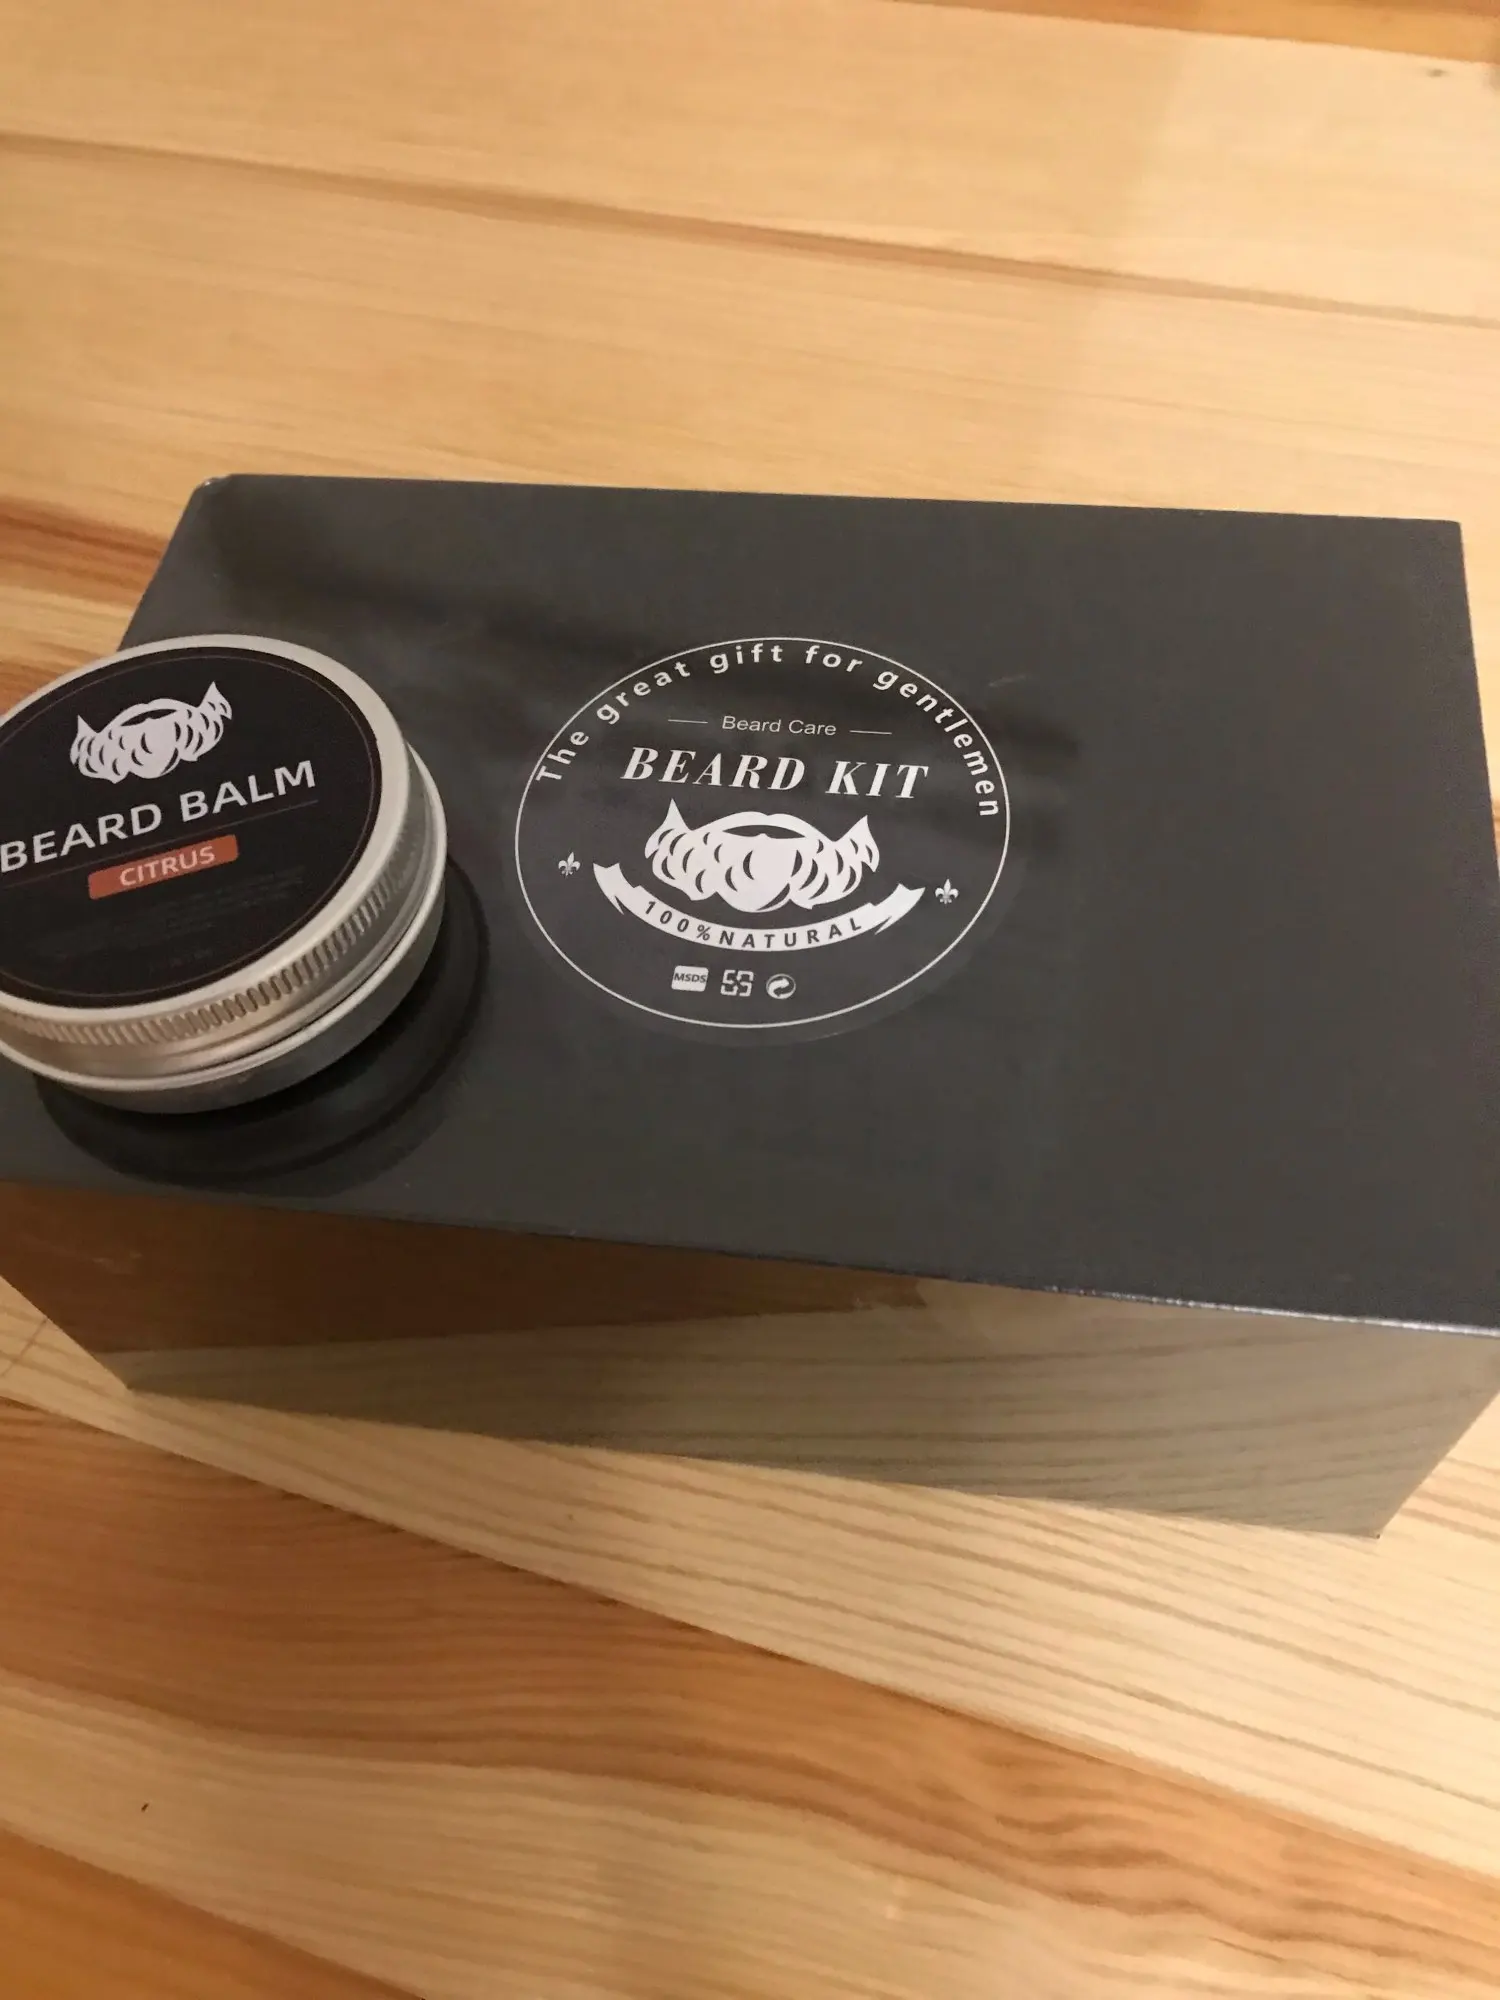 BEARD BALM
CITRUS
The great gift for gentlemen
Beard Care
BEARD KIT
100% NATURAL
MSDS